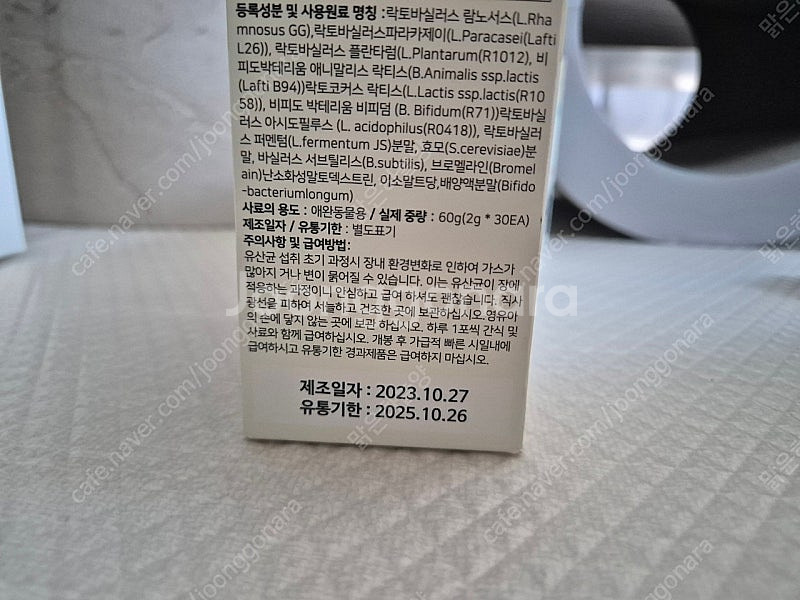 등록성분 및 사용원료 명칭 :락토바실러스 람노서스(L.Rha
mnosus GG),락토바실러스파라카제이(L.Paracasei(Lafti
L26)), 락토바실러스 플란타럼(L.Plantarum(R1012), 비
피도박테리움 애니말리스 락티스(B.Animalis ssp.lactis
(Lafti B94))락토코커스 락티스(L.Lactis ssp.lactis(R10
58)), 비피도 박테리움 비피덤 (B. Bifidum(R71))락토바실
러스 아시도필루스 (L. acidophilus(R0418)), 락토바실러
스 퍼멘텀(L.fermentum JS)분말, 효모(S.cerevisiae)분
말, 바실러스 서브틸리스(B.subtilis), 브로멜라인(Bromel
ain)난소화성말토덱스트린, 이소말트당,배양액분말(Bifido
-bacteriumlongum)
사료의 용도 : 애완동물용 / 실제 중량 : 60g(2g * 30EA)
제조일자 / 유통기한 : 별도표기
주의사항 및 급여방법:
유산균 섭취 초기 과정시 장내 환경변화로 인하여 가스가
많아지 거나 변이 묽어질 수 있습니다. 이는 유산균이 장에
적응하는 과정이니 안심하고 급여 하셔도 괜찮습니다. 직사
광선을 피하여 서늘하고 건조한 곳에 보관하십시오.영유아
의 손에 닿지 않는 곳에 보관 하십시오. 하루 1포씩 간식 및
사료와 함께 급여하십시오. 개봉 후 가급적 빠른 시일내에
급여하시고 유통기한 경과제품은 급여하지 마십시오.
제조일자 : 2023.10.27
유통기한 : 2025.10.26
joonggonara
cafe.naver.com/joonggonara